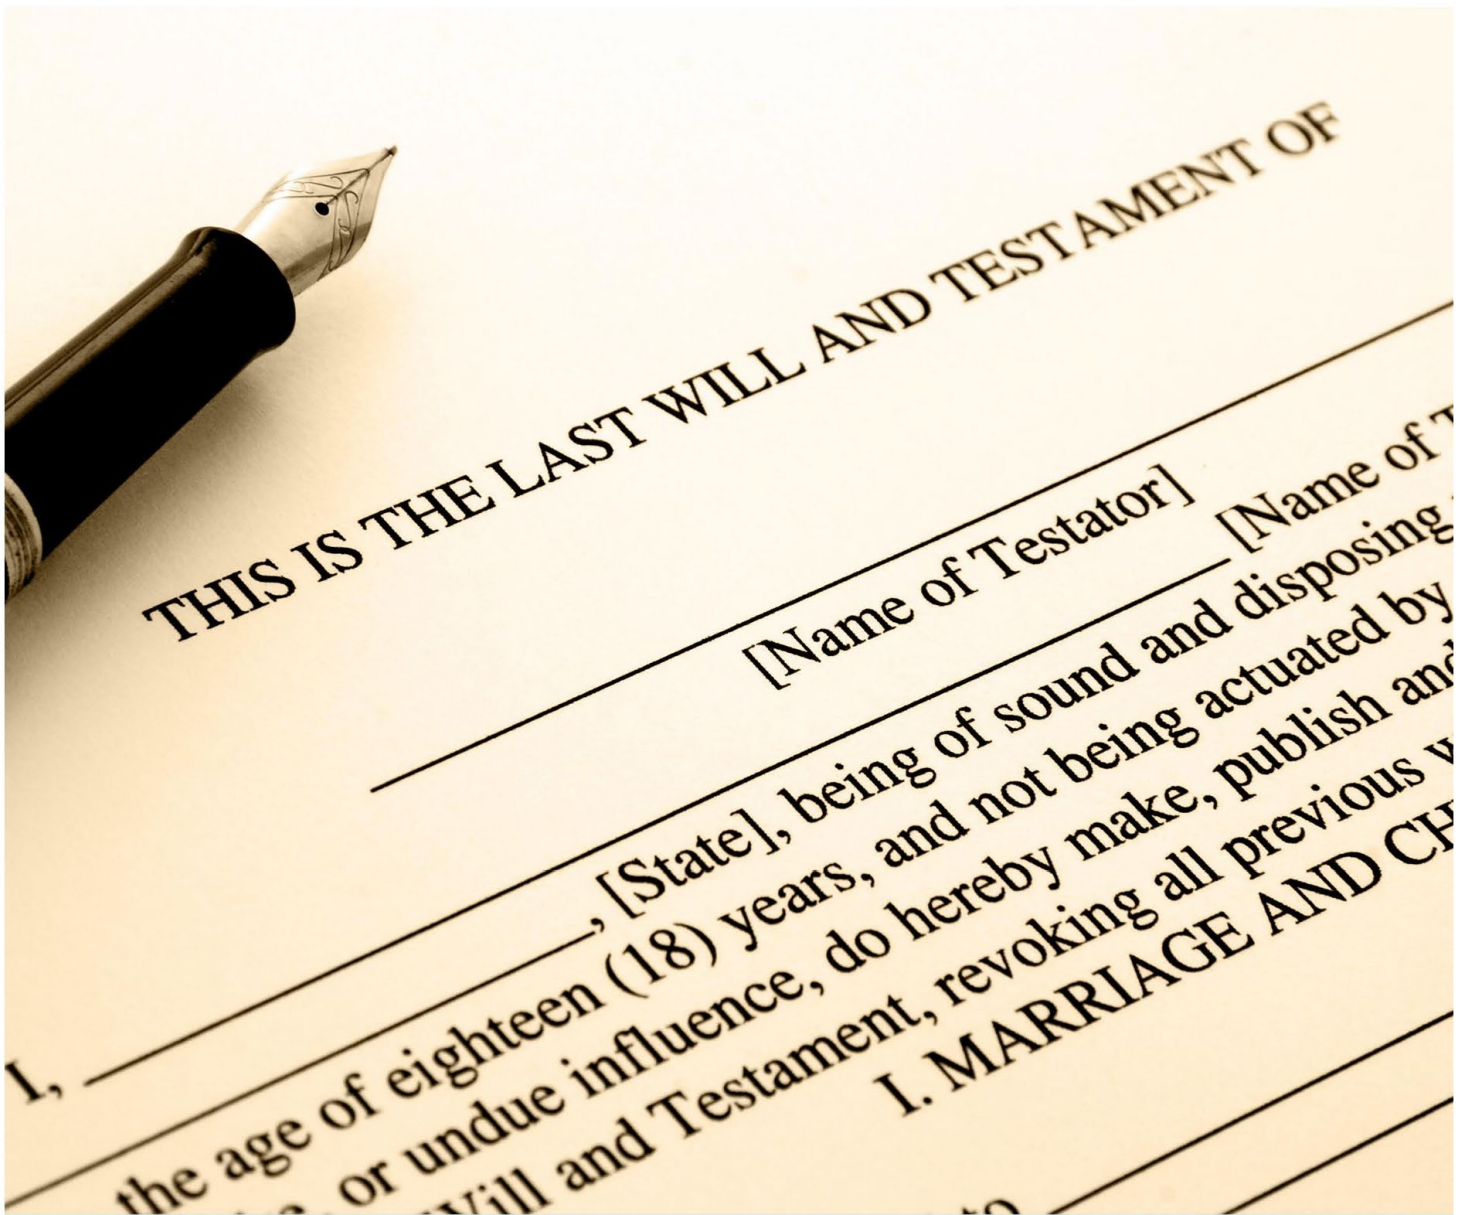 THIS IS THE LAST WILL AND TESTAMENT OF
[Name of Testator]
I, [Name of
, [State], being of sound and disposing
the age of eighteen (18) years, and not being actuated by
or undue influence, do hereby make, publish and
Will and Testament, revoking all previous
I. MARRIAGE AND
to